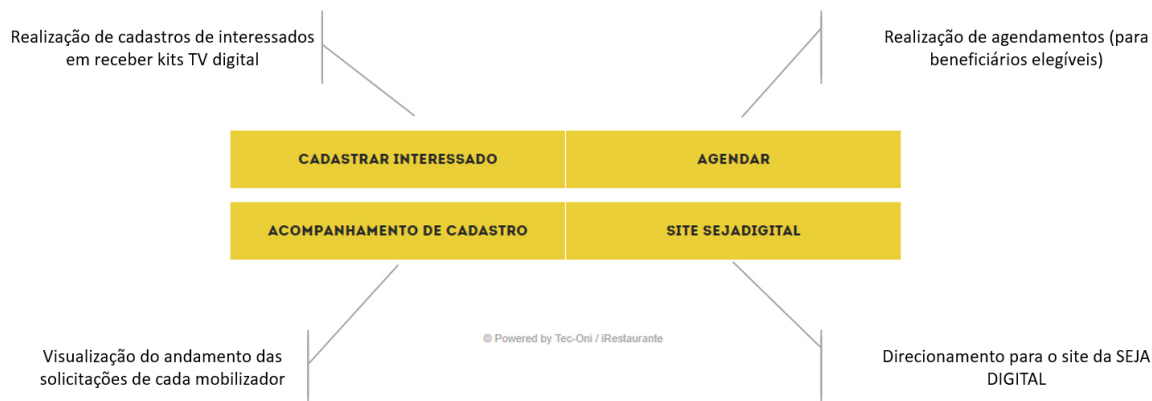 Realização de cadastros de interessados
em receber kits TV digital
Realização de agendamentos (para
beneficiários elegíveis)
CADASTRAR INTERESSADO
AGENDAR
ACOMPANHAMENTO DE CADASTRO
SITE SEJADIGITAL
© Powered by Tec-Oni / iRestaurante
Visualização do andamento das
solicitações de cada mobilizador
Direcionamento para o site da SEJA
DIGITAL